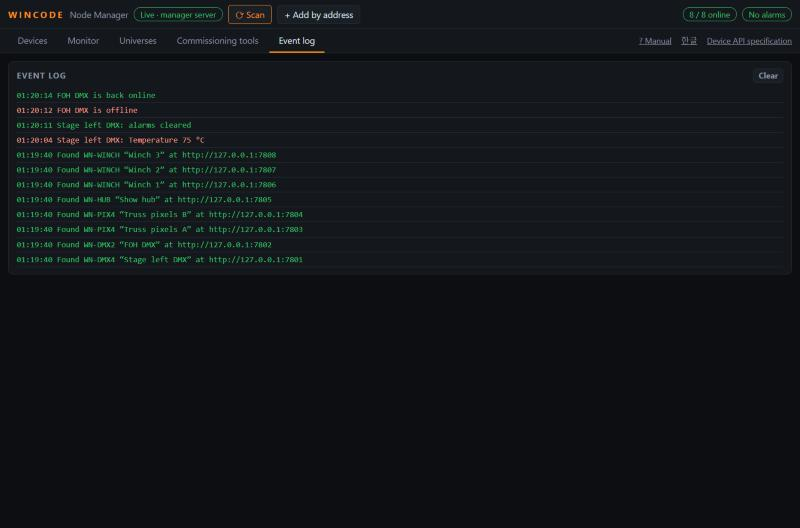 WINCODE Node Manager Live · manager server Scan + Add by address 8 / 8 online No alarms
Devices Monitor Universes Commissioning tools Event log ? Manual 한글 Device API specification
EVENT LOG Clear
01:20:14 FOH DMX is back online
01:20:12 FOH DMX is offline
01:20:11 Stage left DMX: alarms cleared
01:20:04 Stage left DMX: Temperature 75 °C
01:19:40 Found WN-WINCH “Winch 3” at http://127.0.0.1:7808
01:19:40 Found WN-WINCH “Winch 2” at http://127.0.0.1:7807
01:19:40 Found WN-WINCH “Winch 1” at http://127.0.0.1:7806
01:19:40 Found WN-HUB “Show hub” at http://127.0.0.1:7805
01:19:40 Found WN-PIX4 “Truss pixels B” at http://127.0.0.1:7804
01:19:40 Found WN-PIX4 “Truss pixels A” at http://127.0.0.1:7803
01:19:40 Found WN-DMX2 “FOH DMX” at http://127.0.0.1:7802
01:19:40 Found WN-DMX4 “Stage left DMX” at http://127.0.0.1:7801